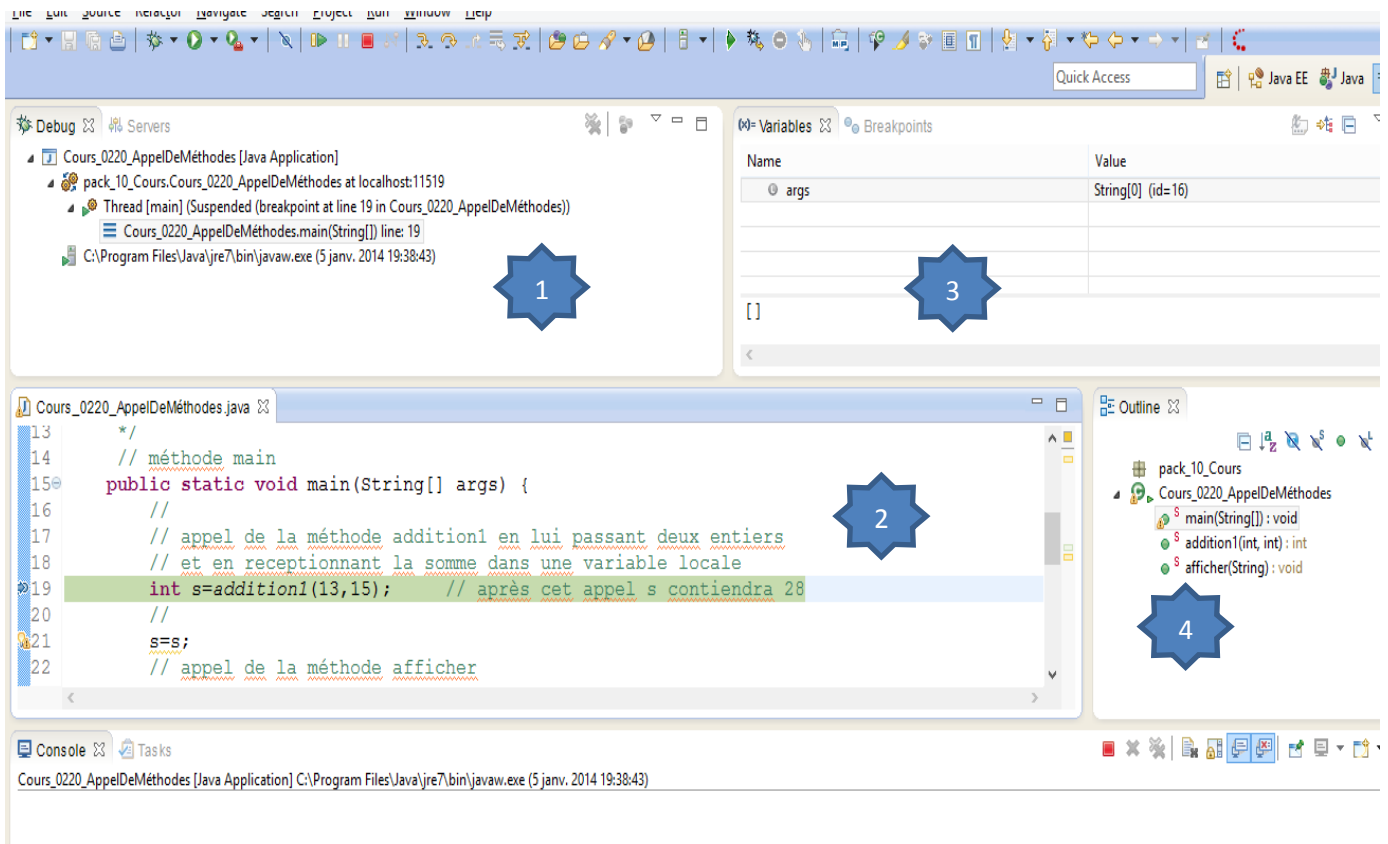 File Edit Source Refactor Navigate Search Project Run Window Help
Quick Access
Java EE
Java
Debug
Servers
Cours_0220_AppelDeMéthodes [Java Application]
pack_10_Cours.Cours_0220_AppelDeMéthodes at localhost:11519
Thread [main] (Suspended (breakpoint at line 19 in Cours_0220_AppelDeMéthodes))
Cours_0220_AppelDeMéthodes.main(String[]) line: 19
C:\Program Files\Java\jre7\bin\javaw.exe (5 janv. 2014 19:38:43)
1
(x)= Variables
Breakpoints
Name Value
args String[0] (id=16)
3
[]
Cours_0220_AppelDeMéthodes.java
13 */
14 // méthode main
15 public static void main(String[] args) {
16 //
17 // appel de la méthode addition1 en lui passant deux entiers
18 // et en receptionnant la somme dans une variable locale
19 int s=addition1(13,15); // après cet appel s contiendra 28
20 //
21 s=s;
22 // appel de la méthode afficher
2
Outline
pack_10_Cours
Cours_0220_AppelDeMéthodes
main(String[]) : void
addition1(int, int) : int
afficher(String) : void
4
Console
Tasks
Cours_0220_AppelDeMéthodes [Java Application] C:\Program Files\Java\jre7\bin\javaw.exe (5 janv. 2014 19:38:43)